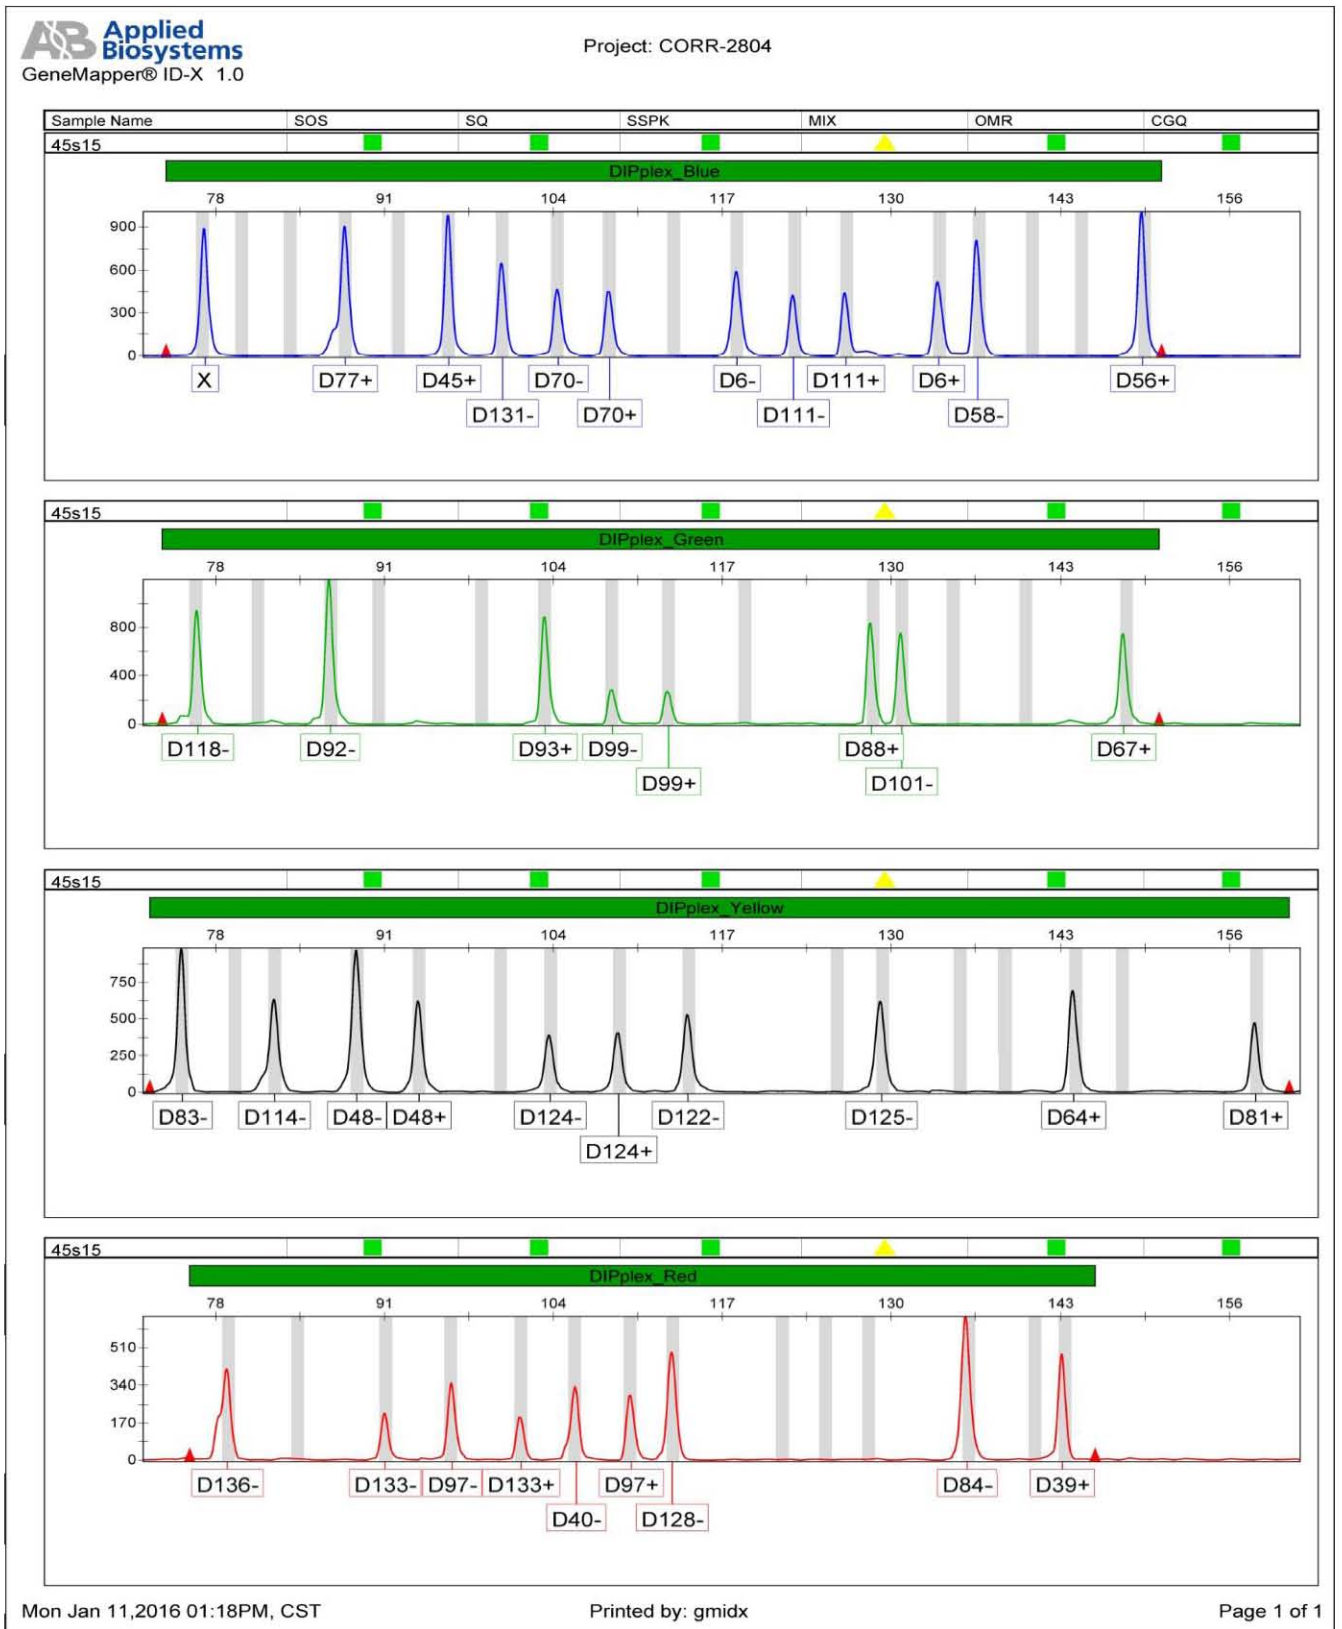 Applied
Biosystems
GeneMapper® ID-X 1.0
Project: CORR-2804
Sample Name SOS SQ SSPK MIX OMR CGQ
45s15
DIPplex_Blue
78 91 104 117 130 143 156
900
600
300
0
X D77+ D45+ D70- D6- D111+ D6+ D56+
D131- D70+ D111- D58-
45s15
DIPplex_Green
78 91 104 117 130 143 156
800
400
0
D118- D92- D93+ D99- D88+ D67+
D99+ D101-
45s15
DIPplex_Yellow
78 91 104 117 130 143 156
750
500
250
0
D83- D114- D48- D48+ D124- D122- D125- D64+ D81+
D124+
45s15
DIPplex_Red
78 91 104 117 130 143 156
510
340
170
0
D136- D133- D97- D133+ D97+ D84- D39+
D40- D128-
Mon Jan 11,2016 01:18PM, CST Printed by: gmidx Page 1 of 1